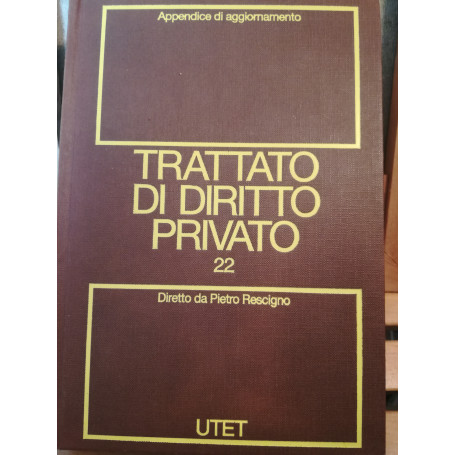 Appendice di aggiornamento
TRATTATO
DI DIRITTO
PRIVATO
22
Diretto da Pietro Rescigno
UTET